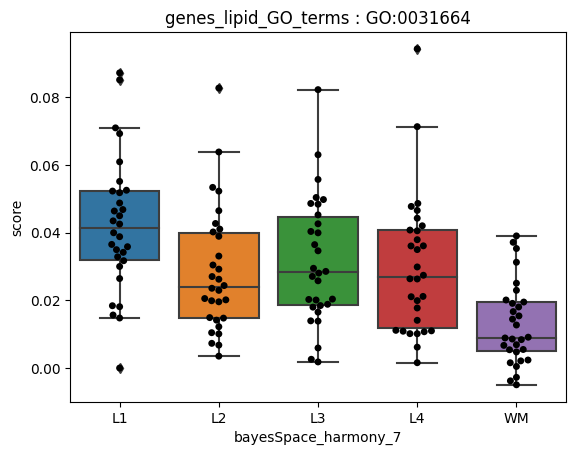 genes_lipid_GO_terms : GO:0031664
score
0.08
0.06
0.04
0.02
0.00
L1 L2 L3 L4 WM
bayesSpace_harmony_7